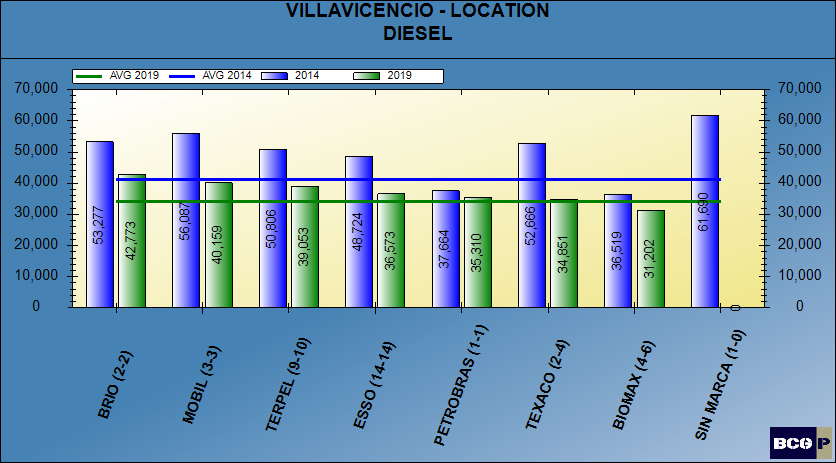 VILLAVICENCIO - LOCATION
DIESEL
AVG 2019 AVG 2014 2014 2019
70,000 70,000
60,000 60,000
50,000 50,000
40,000 40,000
30,000 30,000
20,000 20,000
10,000 10,000
0 0
53,277 42,773 56,087 40,159 50,806 39,053 48,724 36,573 37,664 35,310 52,666 34,851 36,519 31,202 61,690 0
BRIO (2-2) MOBIL (3-3) TERPEL (9-10) ESSO (14-14) PETROBRAS (1-1) TEXACO (2-4) BIOMAX (4-6) SIN MARCA (1-0)
BCG P